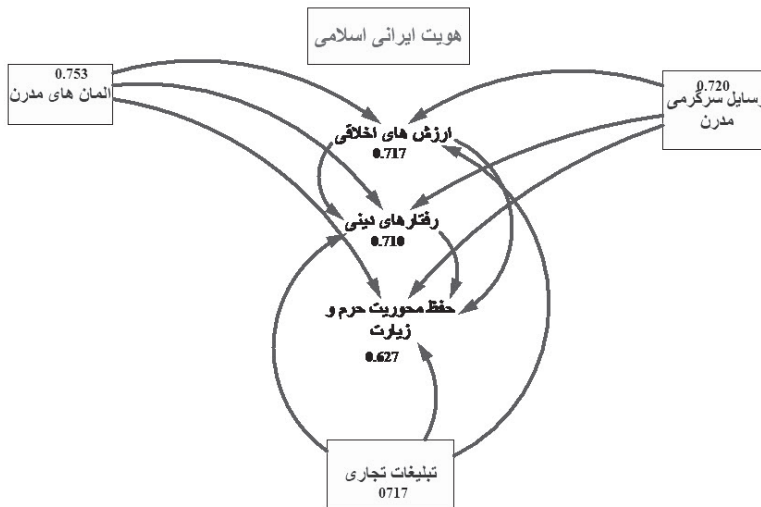 هویت ایرانی اسلامی
0.753
المان های مدرن
0.720
وسایل سرگرمی
مدرن
ارزش های اخلاقی
0.717
رفتارهای دینی
0.710
حفظ محوریت حرم و
زیارت
0.627
تبلیغات تجاری
0717